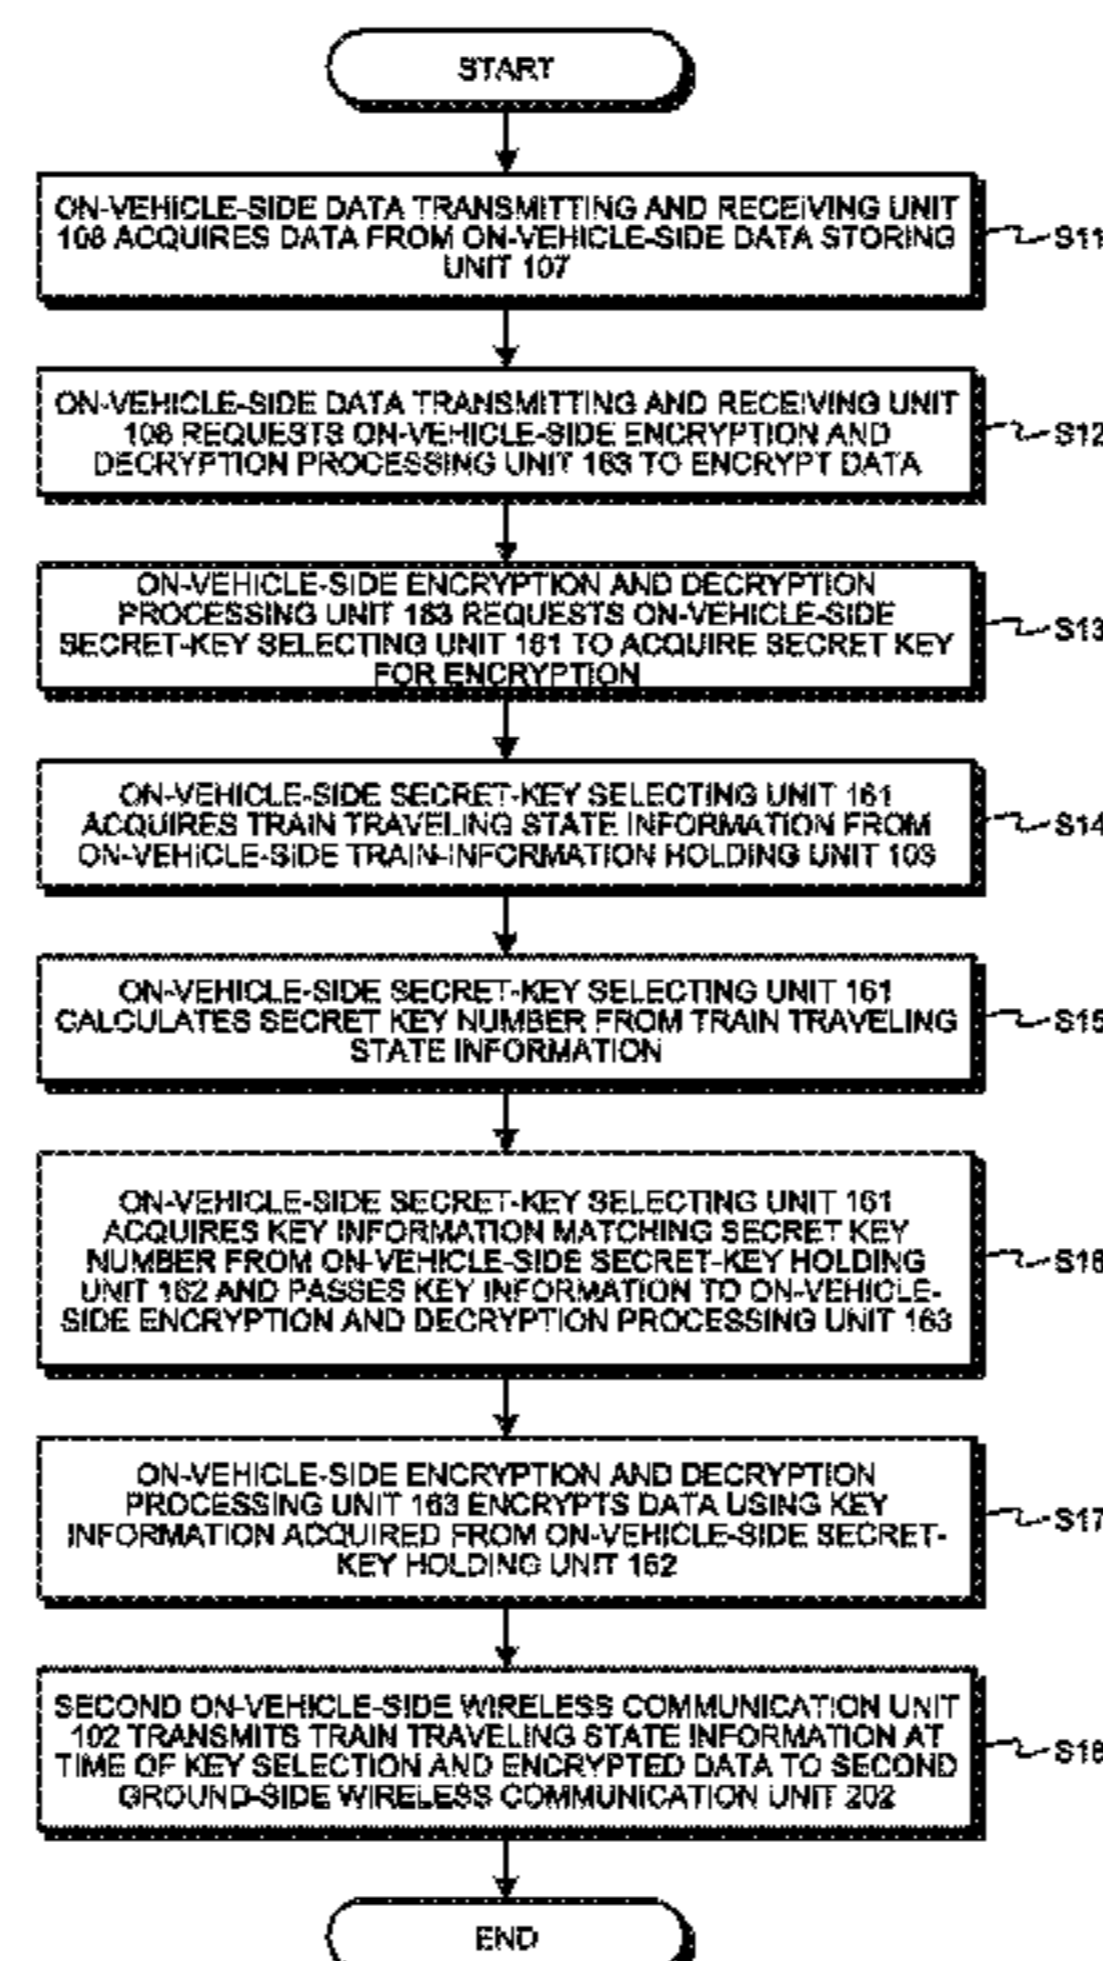 START
ON-VEHICLE-SIDE DATA TRANSMITTING AND RECEIVING UNIT
108 ACQUIRES DATA FROM ON-VEHICLE-SIDE DATA STORING
UNIT 107
S11
ON-VEHICLE-SIDE DATA TRANSMITTING AND RECEIVING UNIT
108 REQUESTS ON-VEHICLE-SIDE ENCRYPTION AND
DECRYPTION PROCESSING UNIT 163 TO ENCRYPT DATA
S12
ON-VEHICLE-SIDE ENCRYPTION AND DECRYPTION
PROCESSING UNIT 163 REQUESTS ON-VEHICLE-SIDE
SECRET-KEY SELECTING UNIT 161 TO ACQUIRE SECRET KEY
FOR ENCRYPTION
S13
ON-VEHICLE-SIDE SECRET-KEY SELECTING UNIT 161
ACQUIRES TRAIN TRAVELING STATE INFORMATION FROM
ON-VEHICLE-SIDE TRAIN-INFORMATION HOLDING UNIT 103
S14
ON-VEHICLE-SIDE SECRET-KEY SELECTING UNIT 161
CALCULATES SECRET KEY NUMBER FROM TRAIN TRAVELING
STATE INFORMATION
S15
ON-VEHICLE-SIDE SECRET-KEY SELECTING UNIT 161
ACQUIRES KEY INFORMATION MATCHING SECRET KEY
NUMBER FROM ON-VEHICLE-SIDE SECRET-KEY HOLDING
UNIT 162 AND PASSES KEY INFORMATION TO ON-VEHICLE-
SIDE ENCRYPTION AND DECRYPTION PROCESSING UNIT 163
S16
ON-VEHICLE-SIDE ENCRYPTION AND DECRYPTION
PROCESSING UNIT 163 ENCRYPTS DATA USING KEY
INFORMATION ACQUIRED FROM ON-VEHICLE-SIDE SECRET-
KEY HOLDING UNIT 162
S17
SECOND ON-VEHICLE-SIDE WIRELESS COMMUNICATION UNIT
102 TRANSMITS TRAIN TRAVELING STATE INFORMATION AT
TIME OF KEY SELECTION AND ENCRYPTED DATA TO SECOND
GROUND-SIDE WIRELESS COMMUNICATION UNIT 202
S18
END